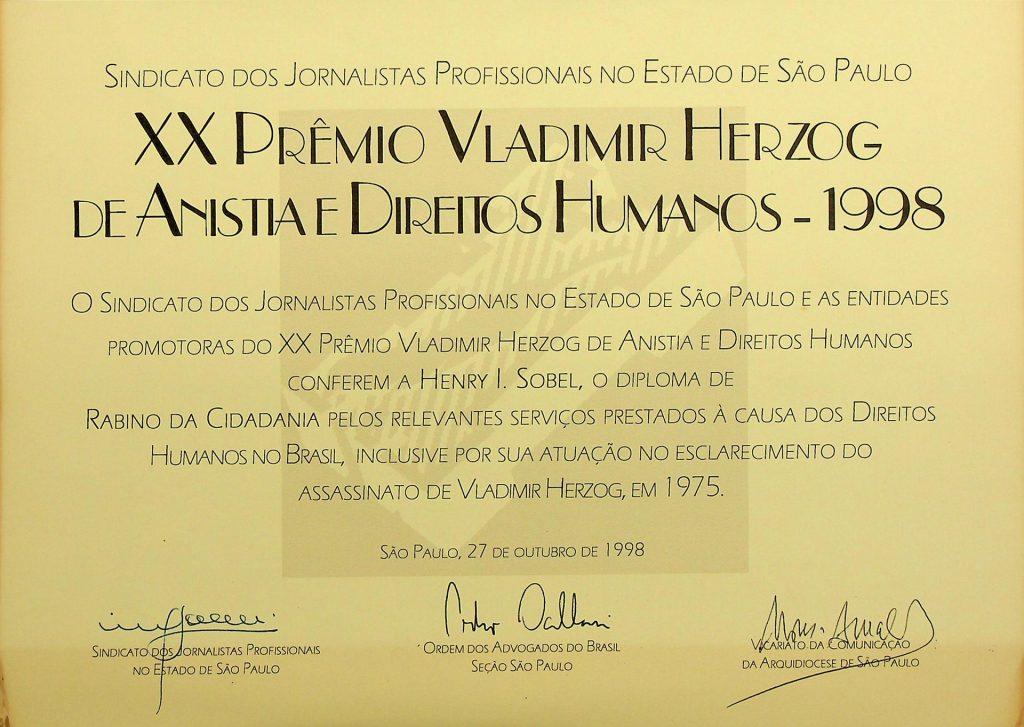 SINDICATO DOS JORNALISTAS PROFISSIONAIS NO ESTADO DE SÃO PAULO
XX PRÊMIO VLADIMIR HERZOG
DE ANISTIA E DIREITOS HUMANOS - 1998
O SINDICATO DOS JORNALISTAS PROFISSIONAIS NO ESTADO DE SÃO PAULO E AS ENTIDADES
PROMOTORAS DO XX PRÊMIO VLADIMIR HERZOG DE ANISTIA E DIREITOS HUMANOS
CONFEREM A HENRY I. SOBEL, O DIPLOMA DE
RABINO DA CIDADANIA PELOS RELEVANTES SERVIÇOS PRESTADOS À CAUSA DOS DIREITOS
HUMANOS NO BRASIL, INCLUSIVE POR SUA ATUAÇÃO NO ESCLARECIMENTO DO
ASSASSINATO DE VLADIMIR HERZOG, EM 1975.
SÃO PAULO, 27 DE OUTUBRO DE 1998
SINDICATO DOS JORNALISTAS PROFISSIONAIS
NO ESTADO DE SÃO PAULO
ORDEM DOS ADVOGADOS DO BRASIL
SEÇÃO SÃO PAULO
VICARIATO DA COMUNICAÇÃO
DA ARQUIDIOCESE DE SÃO PAULO